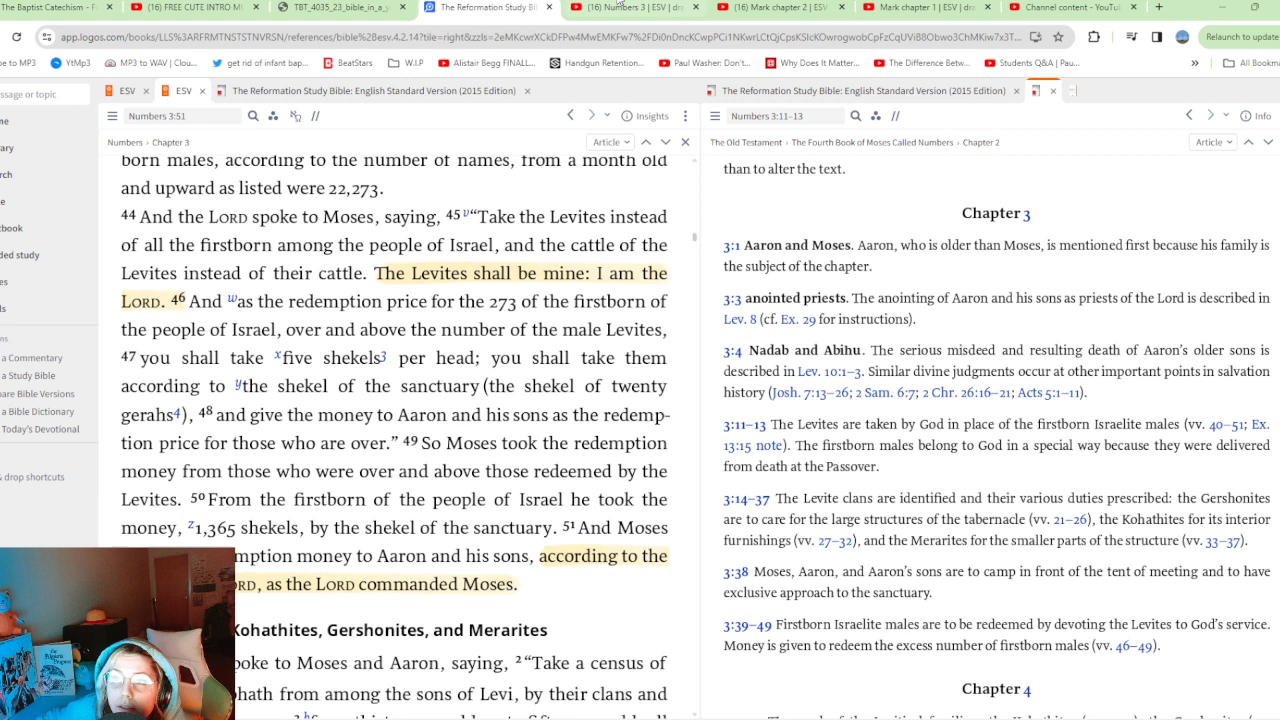 The Baptist Catechism - F
(16) FREE CUTE INTRO M
TBT_4035_23_bible_in_a_y
The Reformation Study Bib
(16) Numbers 3 | ESV | dra
(16) Mark chapter 2 | ESV
Mark chapter 1 | ESV | dra
Channel content - YouTub
app.logos.com/books/LLS%3ARFRMTNSTSTNVRSN/references/bible%2Besv.4.2.14?tile=right&zzls=
Relaunch to update
be to MP3
YtMp3
MP3 to WAV | Clou...
get rid of infant bap...
BeatStars
W.I.P
Alistair Begg FINALL...
Handgun Retention...
Paul Washer: Don't...
Why Does It Matter...
The Difference Betw...
Students Q&A | Pau...
»
All Bookma
ssage or topic
ESV
ESV
The Reformation Study Bible: English Standard Version (2015 Edition)
The Reformation Study Bible: English Standard Version (2015 Edition)
Numbers 3:51
Insights
Numbers 3:11–13
Info
Numbers › Chapter 3
Article
The Old Testament › The Fourth Book of Moses Called Numbers › Chapter 2
Article
me
ary
rch
e
book
ded study
es
ls
ns
a Commentary
a Study Bible
pare Bible Versions
a Bible Dictionary
Today's Devotional
& drop shortcuts
born males, according to the number of names, from a month old
and upward as listed were 22,273.
44 And the LORD spoke to Moses, saying, 45 v“Take the Levites instead
of all the firstborn among the people of Israel, and the cattle of the
Levites instead of their cattle. The Levites shall be mine: I am the
LORD. 46 And was the redemption price for the 273 of the firstborn of
the people of Israel, over and above the number of the male Levites,
47 you shall take xfive shekels3 per head; you shall take them
according to ythe shekel of the sanctuary (the shekel of twenty
gerahs4), 48 and give the money to Aaron and his sons as the redemp-
tion price for those who are over.” 49 So Moses took the redemption
money from those who were over and above those redeemed by the
Levites. 50 From the firstborn of the people of Israel he took the
money, z1,365 shekels, by the shekel of the sanctuary. 51 And Moses
mption money to Aaron and his sons, according to the
RD, as the LORD commanded Moses.
Kohathites, Gershonites, and Merarites
poke to Moses and Aaron, saying, 2 “Take a census of
hath from among the sons of Levi, by their clans and
than to alter the text.
Chapter 3
3:1 Aaron and Moses. Aaron, who is older than Moses, is mentioned first because his family is
the subject of the chapter.
3:3 anointed priests. The anointing of Aaron and his sons as priests of the Lord is described in
Lev. 8 (cf. Ex. 29 for instructions).
3:4 Nadab and Abihu. The serious misdeed and resulting death of Aaron's older sons is
described in Lev. 10:1–3. Similar divine judgments occur at other important points in salvation
history (Josh. 7:13–26; 2 Sam. 6:7; 2 Chr. 26:16–21; Acts 5:1–11).
3:11–13 The Levites are taken by God in place of the firstborn Israelite males (vv. 40–51; Ex.
13:15 note). The firstborn males belong to God in a special way because they were delivered
from death at the Passover.
3:14–37 The Levite clans are identified and their various duties prescribed: the Gershonites
are to care for the large structures of the tabernacle (vv. 21–26), the Kohathites for its interior
furnishings (vv. 27–32), and the Merarites for the smaller parts of the structure (vv. 33–37).
3:38 Moses, Aaron, and Aaron's sons are to camp in front of the tent of meeting and to have
exclusive approach to the sanctuary.
3:39–49 Firstborn Israelite males are to be redeemed by devoting the Levites to God's service.
Money is given to redeem the excess number of firstborn males (vv. 46–49).
Chapter 4